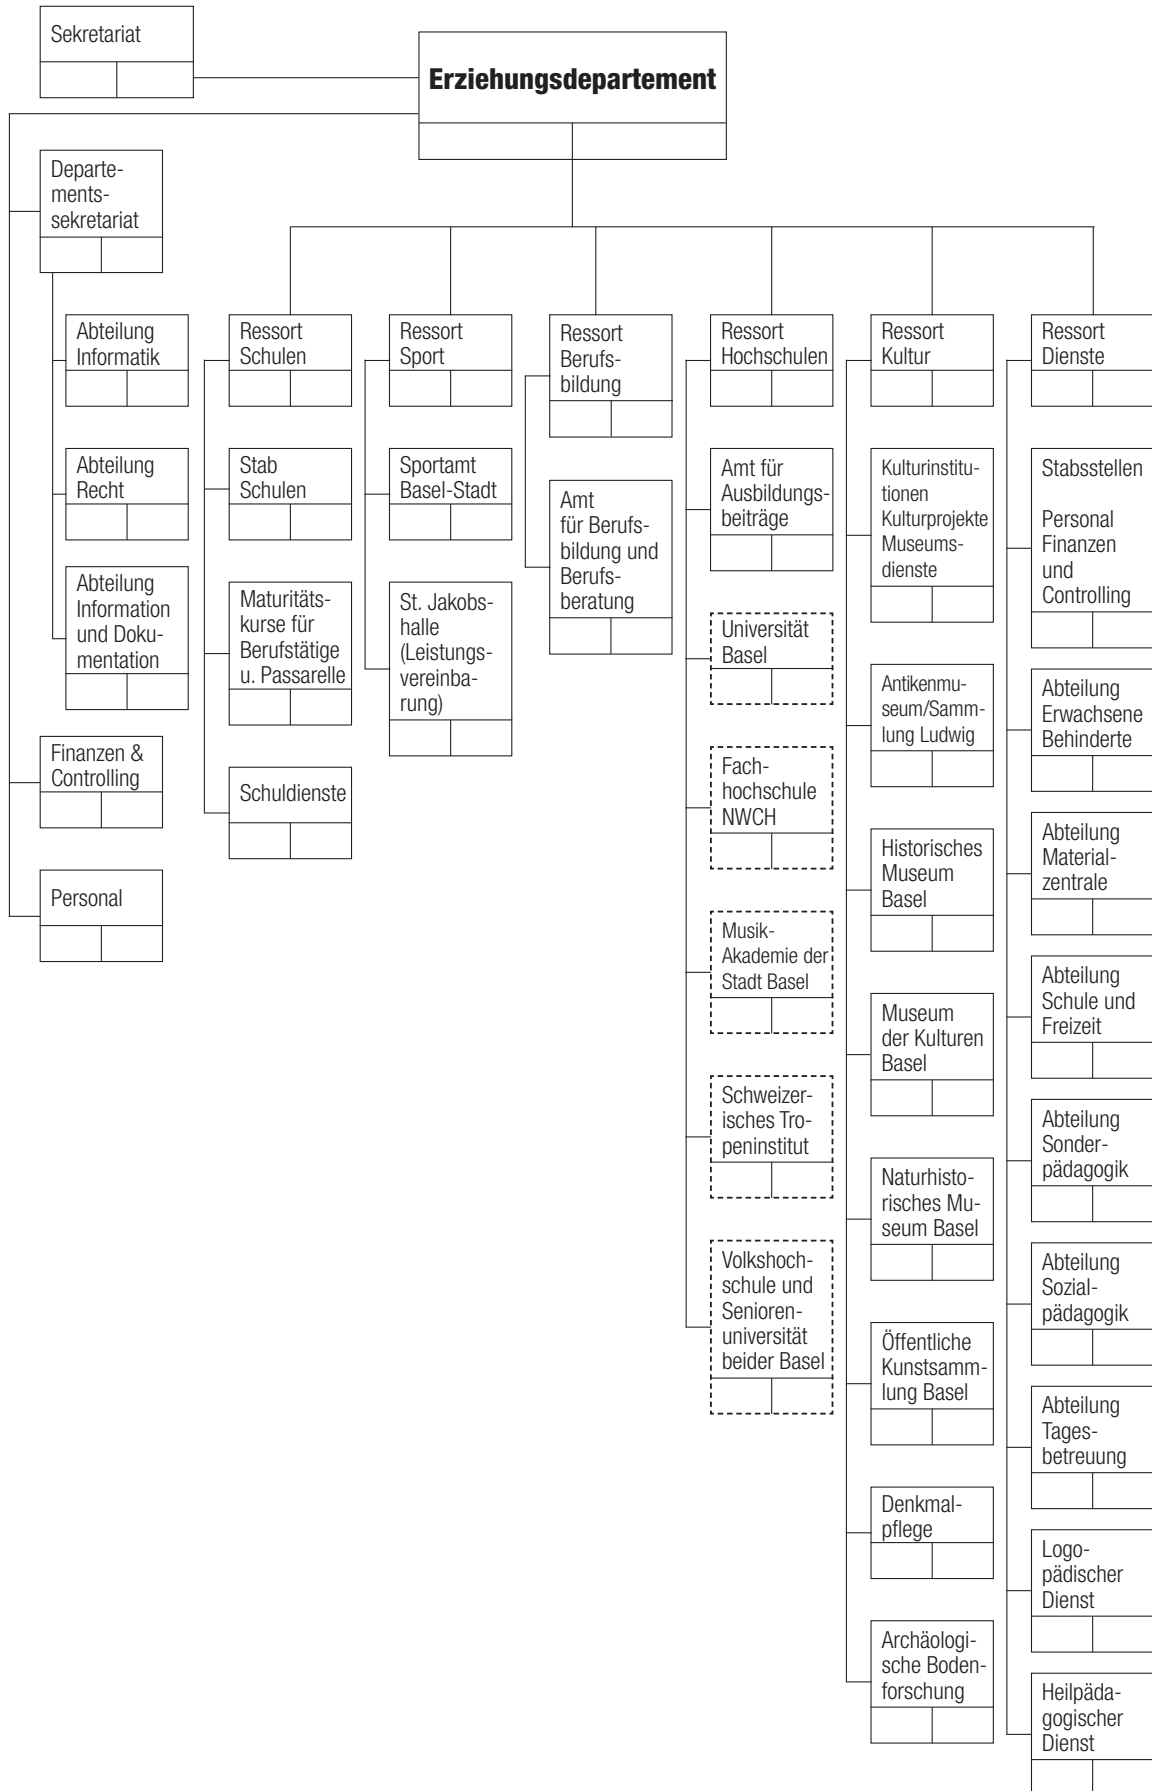 Sekretariat
Erziehungsdepartement
Departe-
ments-
sekretariat
Abteilung
Informatik
Abteilung
Recht
Abteilung
Information
und Doku-
mentation
Finanzen &
Controlling
Personal
Ressort
Schulen
Stab
Schulen
Maturitäts-
kurse für
Berufstätige
u. Passarelle
Schuldienste
Ressort
Sport
Sportamt
Basel-Stadt
St. Jakobs-
halle
(Leistungs-
vereinba-
rung)
Ressort
Berufs-
bildung
Amt
für Berufs-
bildung und
Berufs-
beratung
Ressort
Hochschulen
Amt für
Ausbildungs-
beiträge
Universität
Basel
Fach-
hochschule
NWCH
Musik-
Akademie der
Stadt Basel
Schweizer-
isches Tro-
peninstitut
Volkshoch-
schule und
Senioren-
universität
beider Basel
Ressort
Kultur
Kulturinstitu-
tionen
Kulturprojekte
Museums-
dienste
Antikenmu-
seum/Samm-
lung Ludwig
Historisches
Museum
Basel
Museum
der Kulturen
Basel
Naturhisto-
risches Mu-
seum Basel
Öffentliche
Kunstsamm-
lung Basel
Denkmal-
pflege
Archäologi-
sche Boden-
forschung
Ressort
Dienste
Stabsstellen
Personal
Finanzen
und
Controlling
Abteilung
Erwachsene
Behinderte
Abteilung
Material-
zentrale
Abteilung
Schule und
Freizeit
Abteilung
Sonder-
pädagogik
Abteilung
Sozial-
pädagogik
Abteilung
Tages-
betreuung
Logo-
pädischer
Dienst
Heilpäda-
gogischer
Dienst